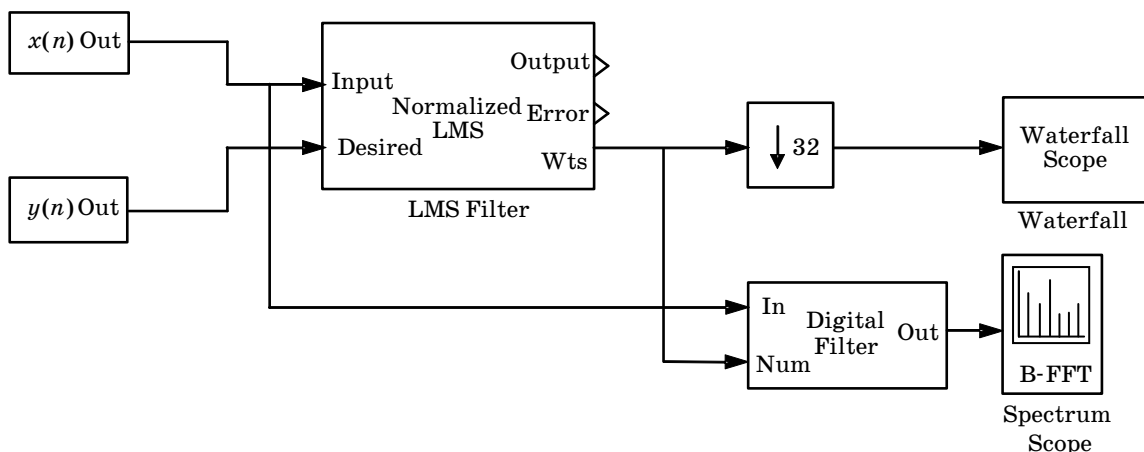 x(n) Out
y(n) Out
Input
Desired
Normalized
LMS
Output
Error
Wts
LMS Filter
32
Waterfall
Scope
Waterfall
In
Num
Digital
Filter
Out
B-FFT
Spectrum
Scope